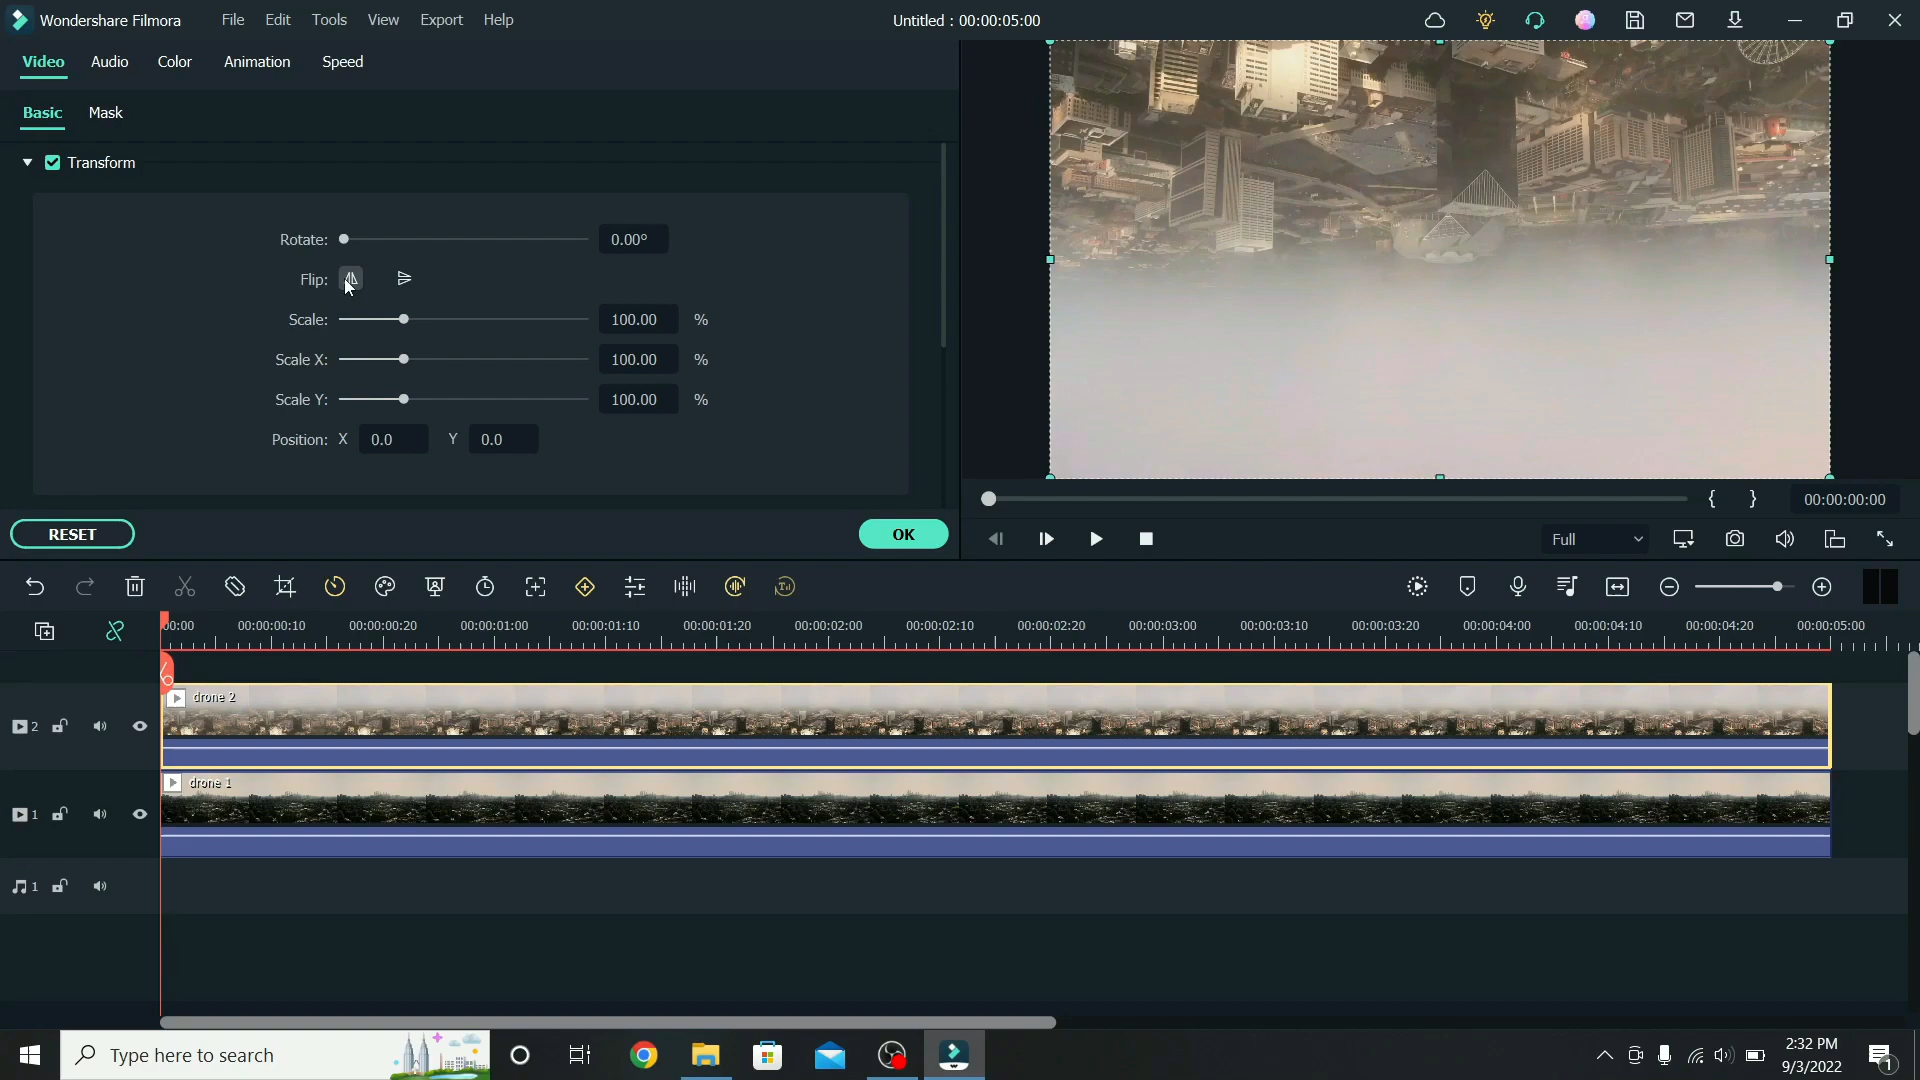 Wondershare Filmora File Edit Tools View Export Help Untitled : 00:00:05:00
Video Audio Color Animation Speed
Basic Mask
Transform
Rotate: 0.00°
Flip:
Scale: 100.00 %
Scale X: 100.00 %
Scale Y: 100.00 %
Position: X 0.0 Y 0.0
RESET OK
{ } 00:00:00:00
Full
00:00 00:00:00:10 00:00:00:20 00:00:01:00 00:00:01:10 00:00:01:20 00:00:02:00 00:00:02:10 00:00:02:20 00:00:03:00 00:00:03:10 00:00:03:20 00:00:04:00 00:00:04:10 00:00:04:20 00:00:05:00
drone 2
2
drone 1
1
1
Type here to search
2:32 PM
9/3/2022
1